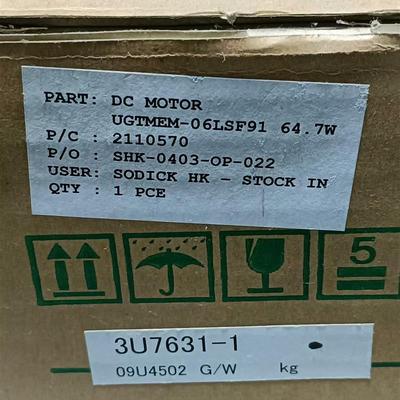 PART: DC MOTOR
UGTMEM-06LSF91 64.7W
P/C : 2110570
P/O : SHK-0403-OP-022
USER: SODICK HK - STOCK IN
QTY : 1 PCE
5
3U7631-1
09U4502 G/W kg